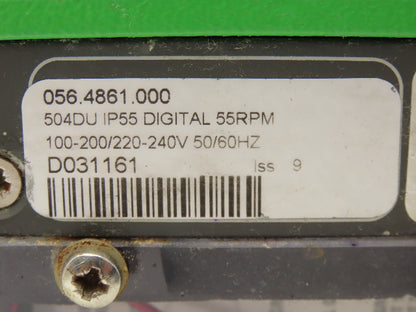 056.4861.000
504DU IP55 DIGITAL 55RPM
100-200/220-240V 50/60HZ
D031161 Iss 9